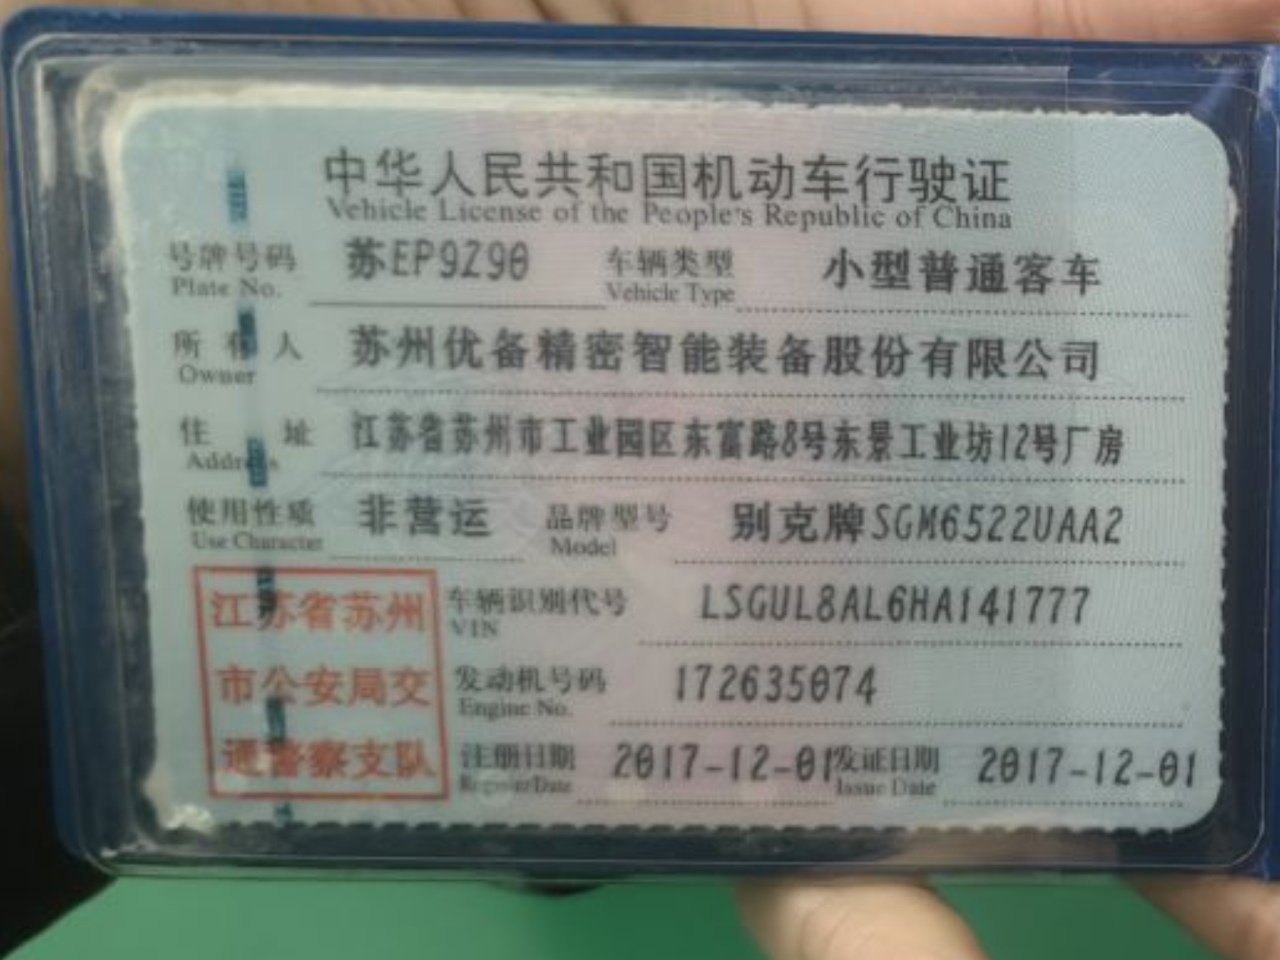 中华人民共和国机动车行驶证
Vehicle License of the People's Republic of China
号牌号码 苏EP9Z90 车辆类型 小型普通客车
Plate No. Vehicle Type
所有人 苏州优备精密智能装备股份有限公司
Owner
住址 江苏省苏州市工业园区东富路8号东景工业坊12号厂房
Address
使用性质 非营运 品牌型号 别克牌SGM6522UAA2
Use Character Model
江苏省苏州
市公安局交
通警察支队
车辆识别代号 LSGUL8AL6HA141777
VIN
发动机号码 172635074
Engine No.
注册日期 2017-12-01 发证日期 2017-12-01
Register Date Issue Date